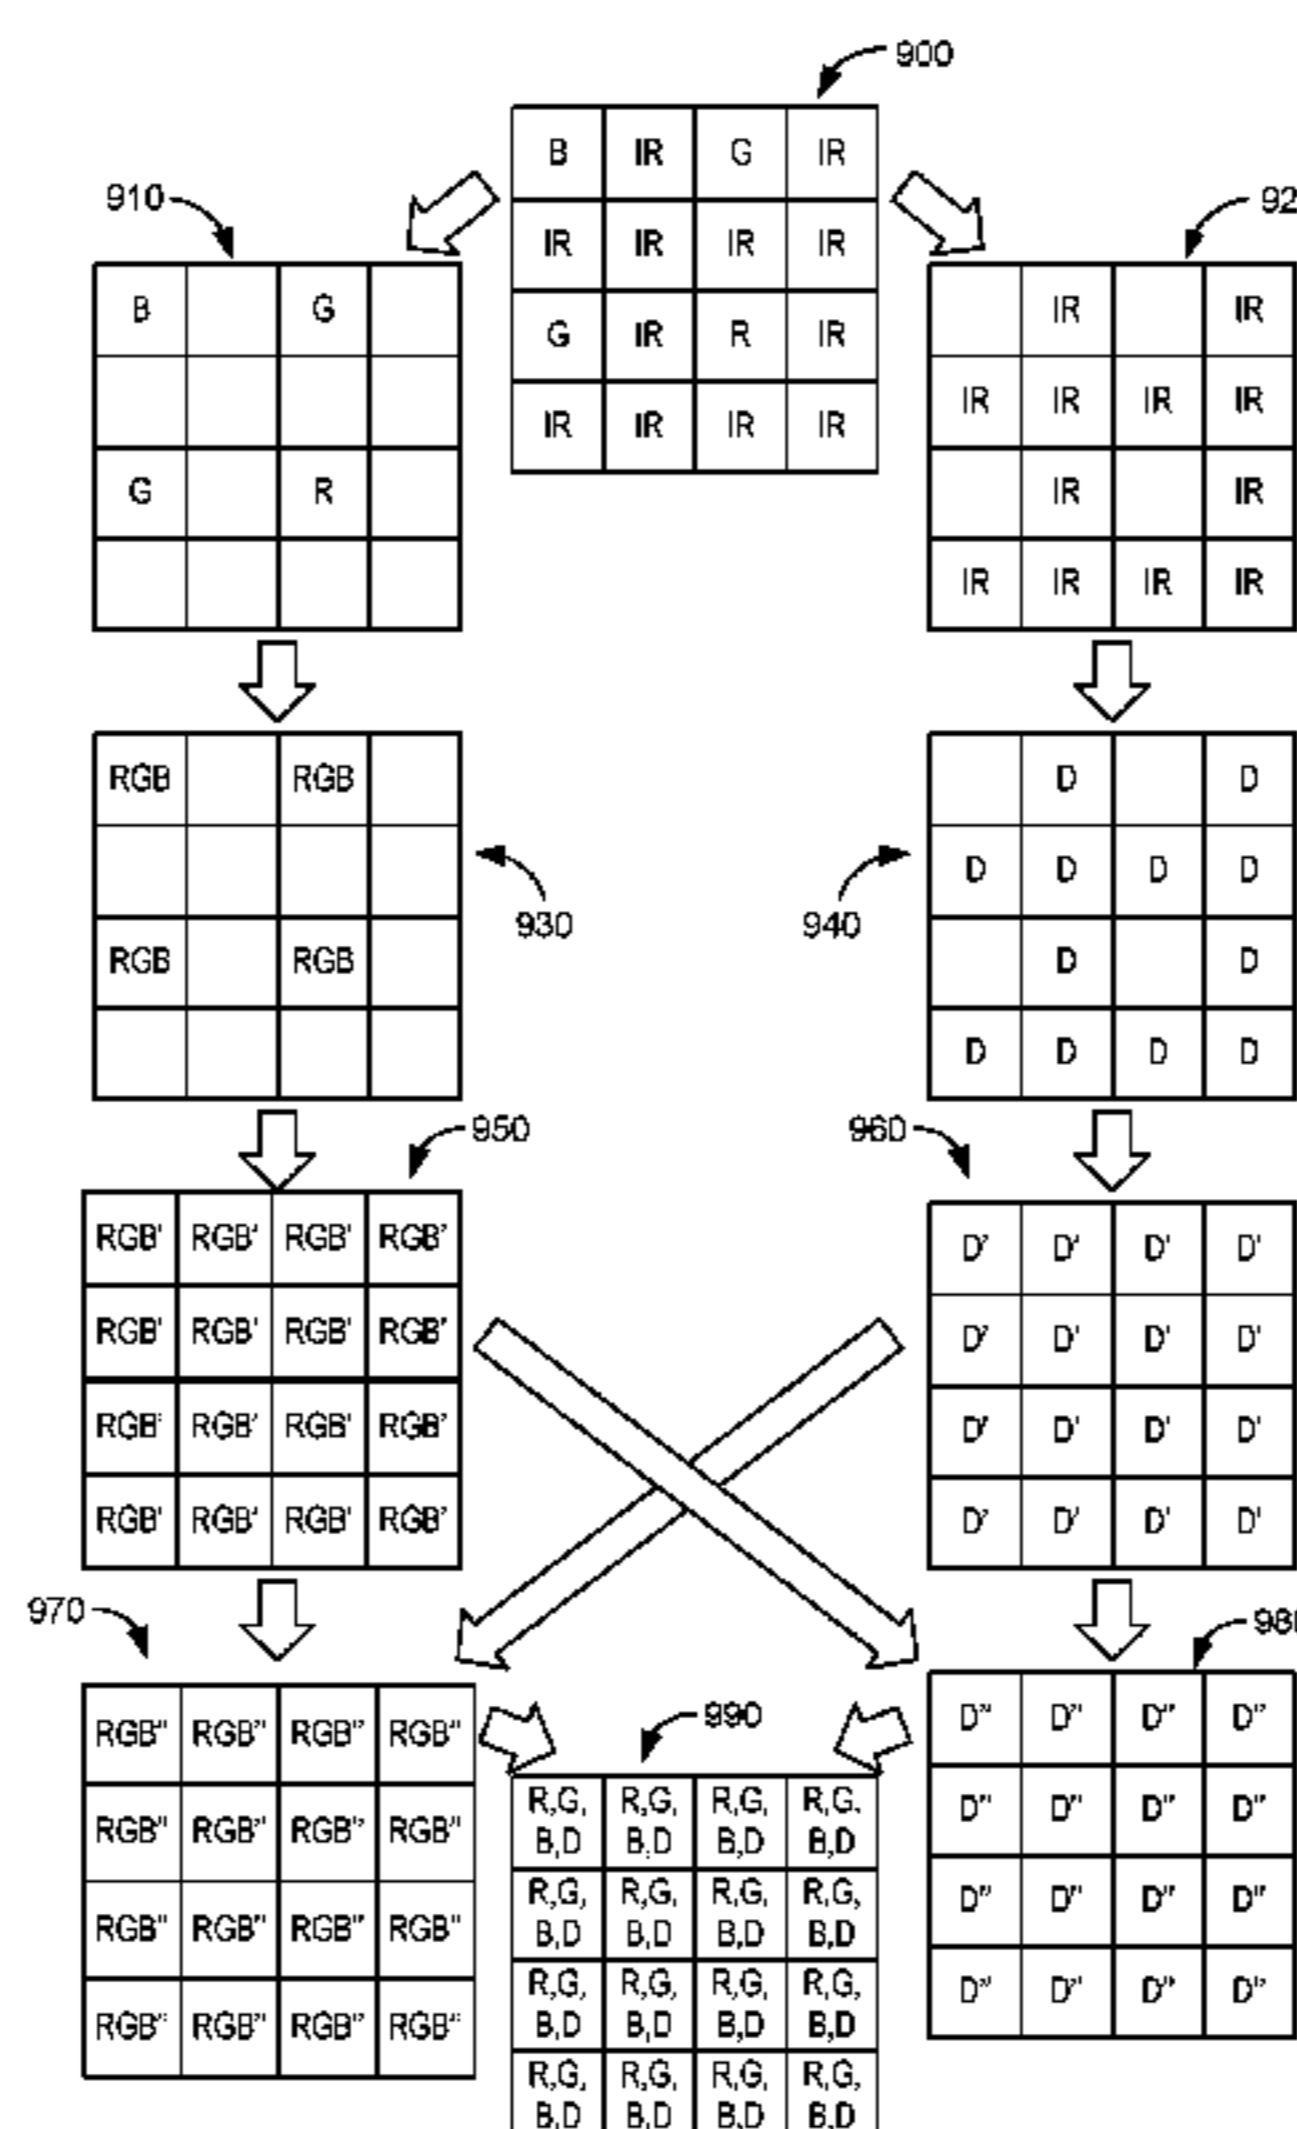 900
B IR G IR
IR IR IR IR
G IR R IR
IR IR IR IR
910
B G
G R
92
IR IR
IR IR IR IR
IR IR
IR IR IR IR
RGB RGB
RGB RGB
930
D D
D D D D
D D
D D D D
940
950
RGB' RGB' RGB' RGB'
RGB' RGB' RGB' RGB'
RGB' RGB' RGB' RGB'
RGB' RGB' RGB' RGB'
960
D' D' D' D'
D' D' D' D'
D' D' D' D'
D' D' D' D'
970
RGB" RGB" RGB" RGB"
RGB" RGB" RGB" RGB"
RGB" RGB" RGB" RGB"
RGB" RGB" RGB" RGB"
980
D" D" D" D"
D" D" D" D"
D" D" D" D"
D" D" D" D"
990
R,G, R,G, R,G, R,G,
B,D B,D B,D B,D
R,G, R,G, R,G, R,G,
B,D B,D B,D B,D
R,G, R,G, R,G, R,G,
B,D B,D B,D B,D
R,G, R,G, R,G, R,G,
B,D B,D B,D B,D